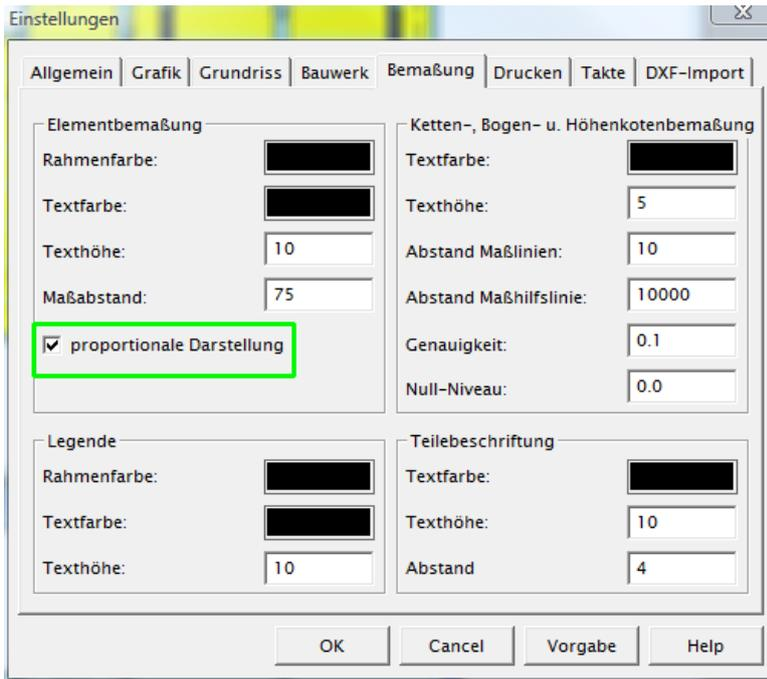 Einstellungen
Allgemein Grafik Grundriss Bauwerk Bemaßung Drucken Takte DXF-Import
Elementbemaßung
Rahmenfarbe:
Textfarbe:
Texthöhe: 10
Maßabstand: 75
proportionale Darstellung
Ketten-, Bogen- u. Höhenkotenbemaßung
Textfarbe:
Texthöhe: 5
Abstand Maßlinien: 10
Abstand Maßhilfslinie: 10000
Genauigkeit: 0.1
Null-Niveau: 0.0
Legende
Rahmenfarbe:
Textfarbe:
Texthöhe: 10
Teilebeschriftung
Textfarbe:
Texthöhe: 10
Abstand 4
OK Cancel Vorgabe Help